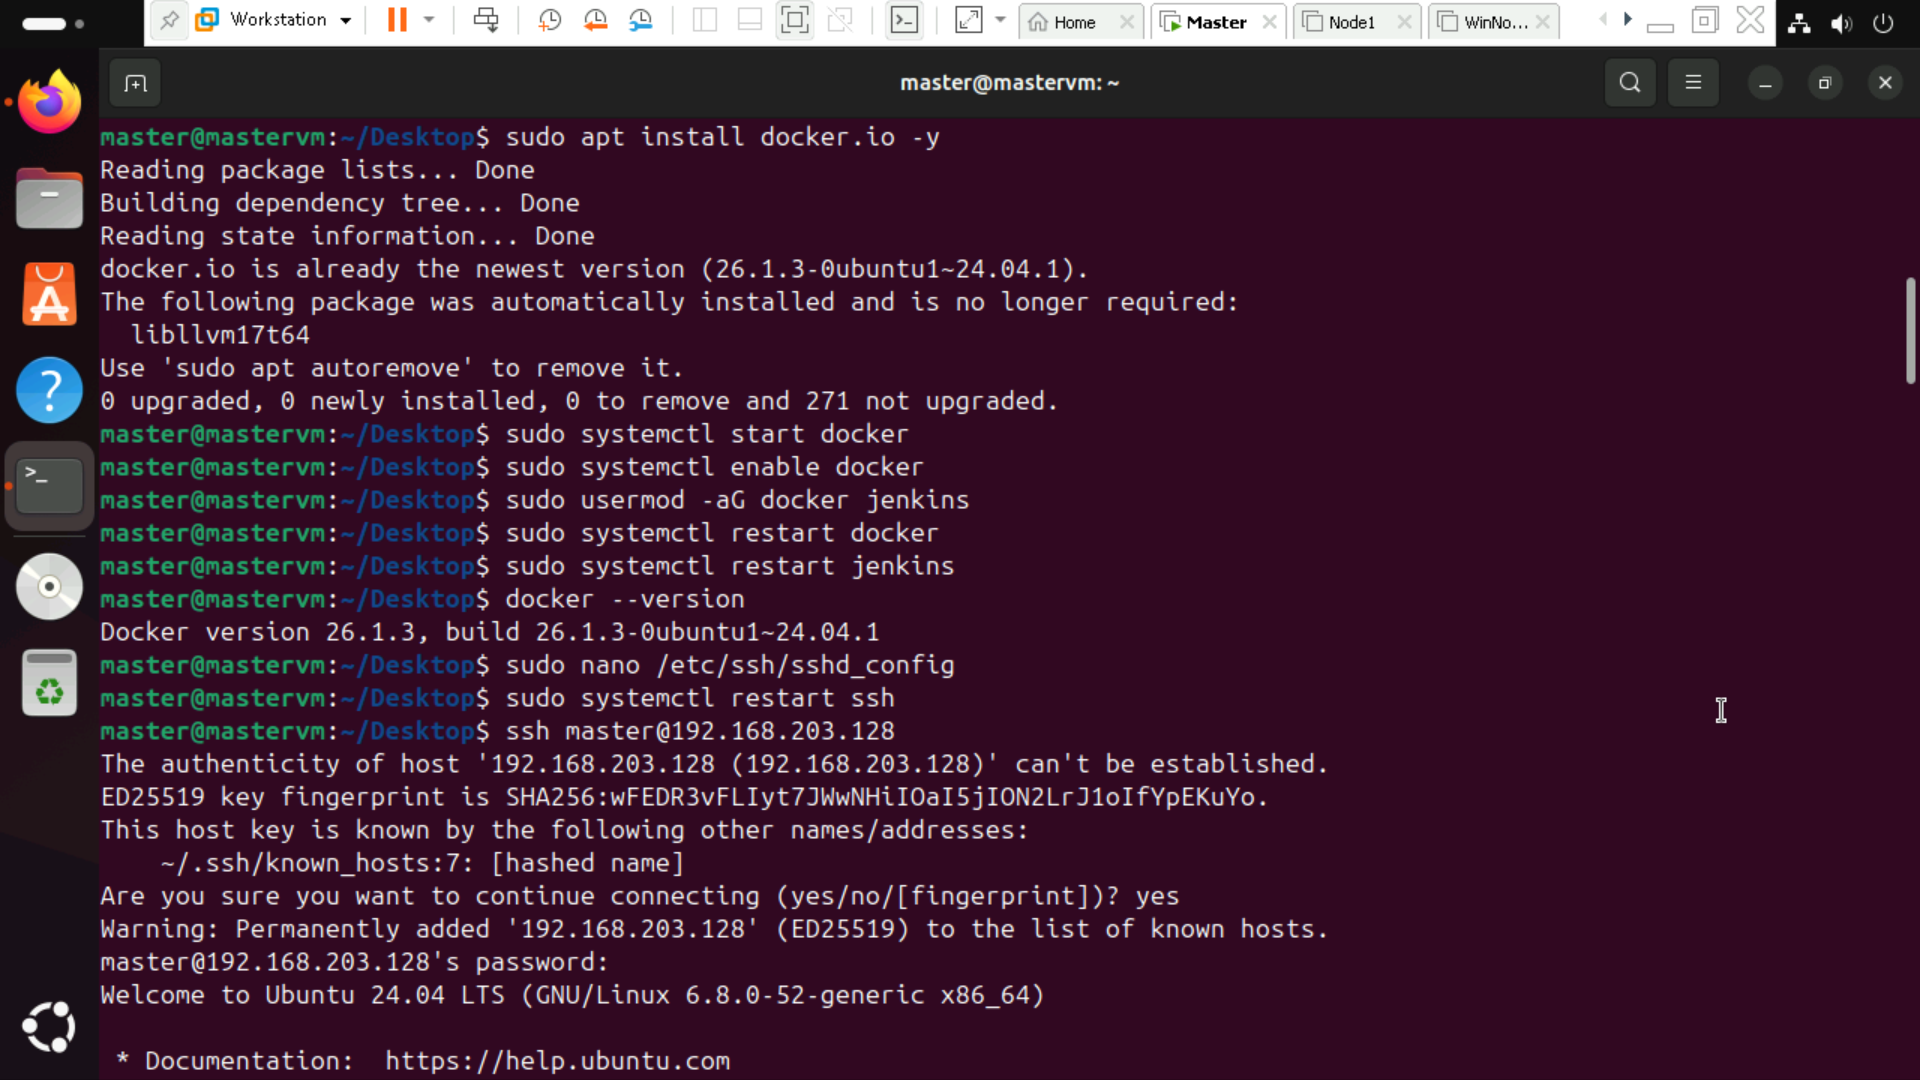 Workstation
Home
Master
Node1
WinNo...
master@mastervm: ~
master@mastervm:~/Desktop$ sudo apt install docker.io -y
Reading package lists... Done
Building dependency tree... Done
Reading state information... Done
docker.io is already the newest version (26.1.3-0ubuntu1~24.04.1).
The following package was automatically installed and is no longer required:
  libllvm17t64
Use 'sudo apt autoremove' to remove it.
0 upgraded, 0 newly installed, 0 to remove and 271 not upgraded.
master@mastervm:~/Desktop$ sudo systemctl start docker
master@mastervm:~/Desktop$ sudo systemctl enable docker
master@mastervm:~/Desktop$ sudo usermod -aG docker jenkins
master@mastervm:~/Desktop$ sudo systemctl restart docker
master@mastervm:~/Desktop$ sudo systemctl restart jenkins
master@mastervm:~/Desktop$ docker --version
Docker version 26.1.3, build 26.1.3-0ubuntu1~24.04.1
master@mastervm:~/Desktop$ sudo nano /etc/ssh/sshd_config
master@mastervm:~/Desktop$ sudo systemctl restart ssh
master@mastervm:~/Desktop$ ssh master@192.168.203.128
The authenticity of host '192.168.203.128 (192.168.203.128)' can't be established.
ED25519 key fingerprint is SHA256:wFEDR3vFLIyt7JWwNHiIOaI5jION2LrJ1oIfYpEKuYo.
This host key is known by the following other names/addresses:
    ~/.ssh/known_hosts:7: [hashed name]
Are you sure you want to continue connecting (yes/no/[fingerprint])? yes
Warning: Permanently added '192.168.203.128' (ED25519) to the list of known hosts.
master@192.168.203.128's password:
Welcome to Ubuntu 24.04 LTS (GNU/Linux 6.8.0-52-generic x86_64)
 * Documentation:  https://help.ubuntu.com